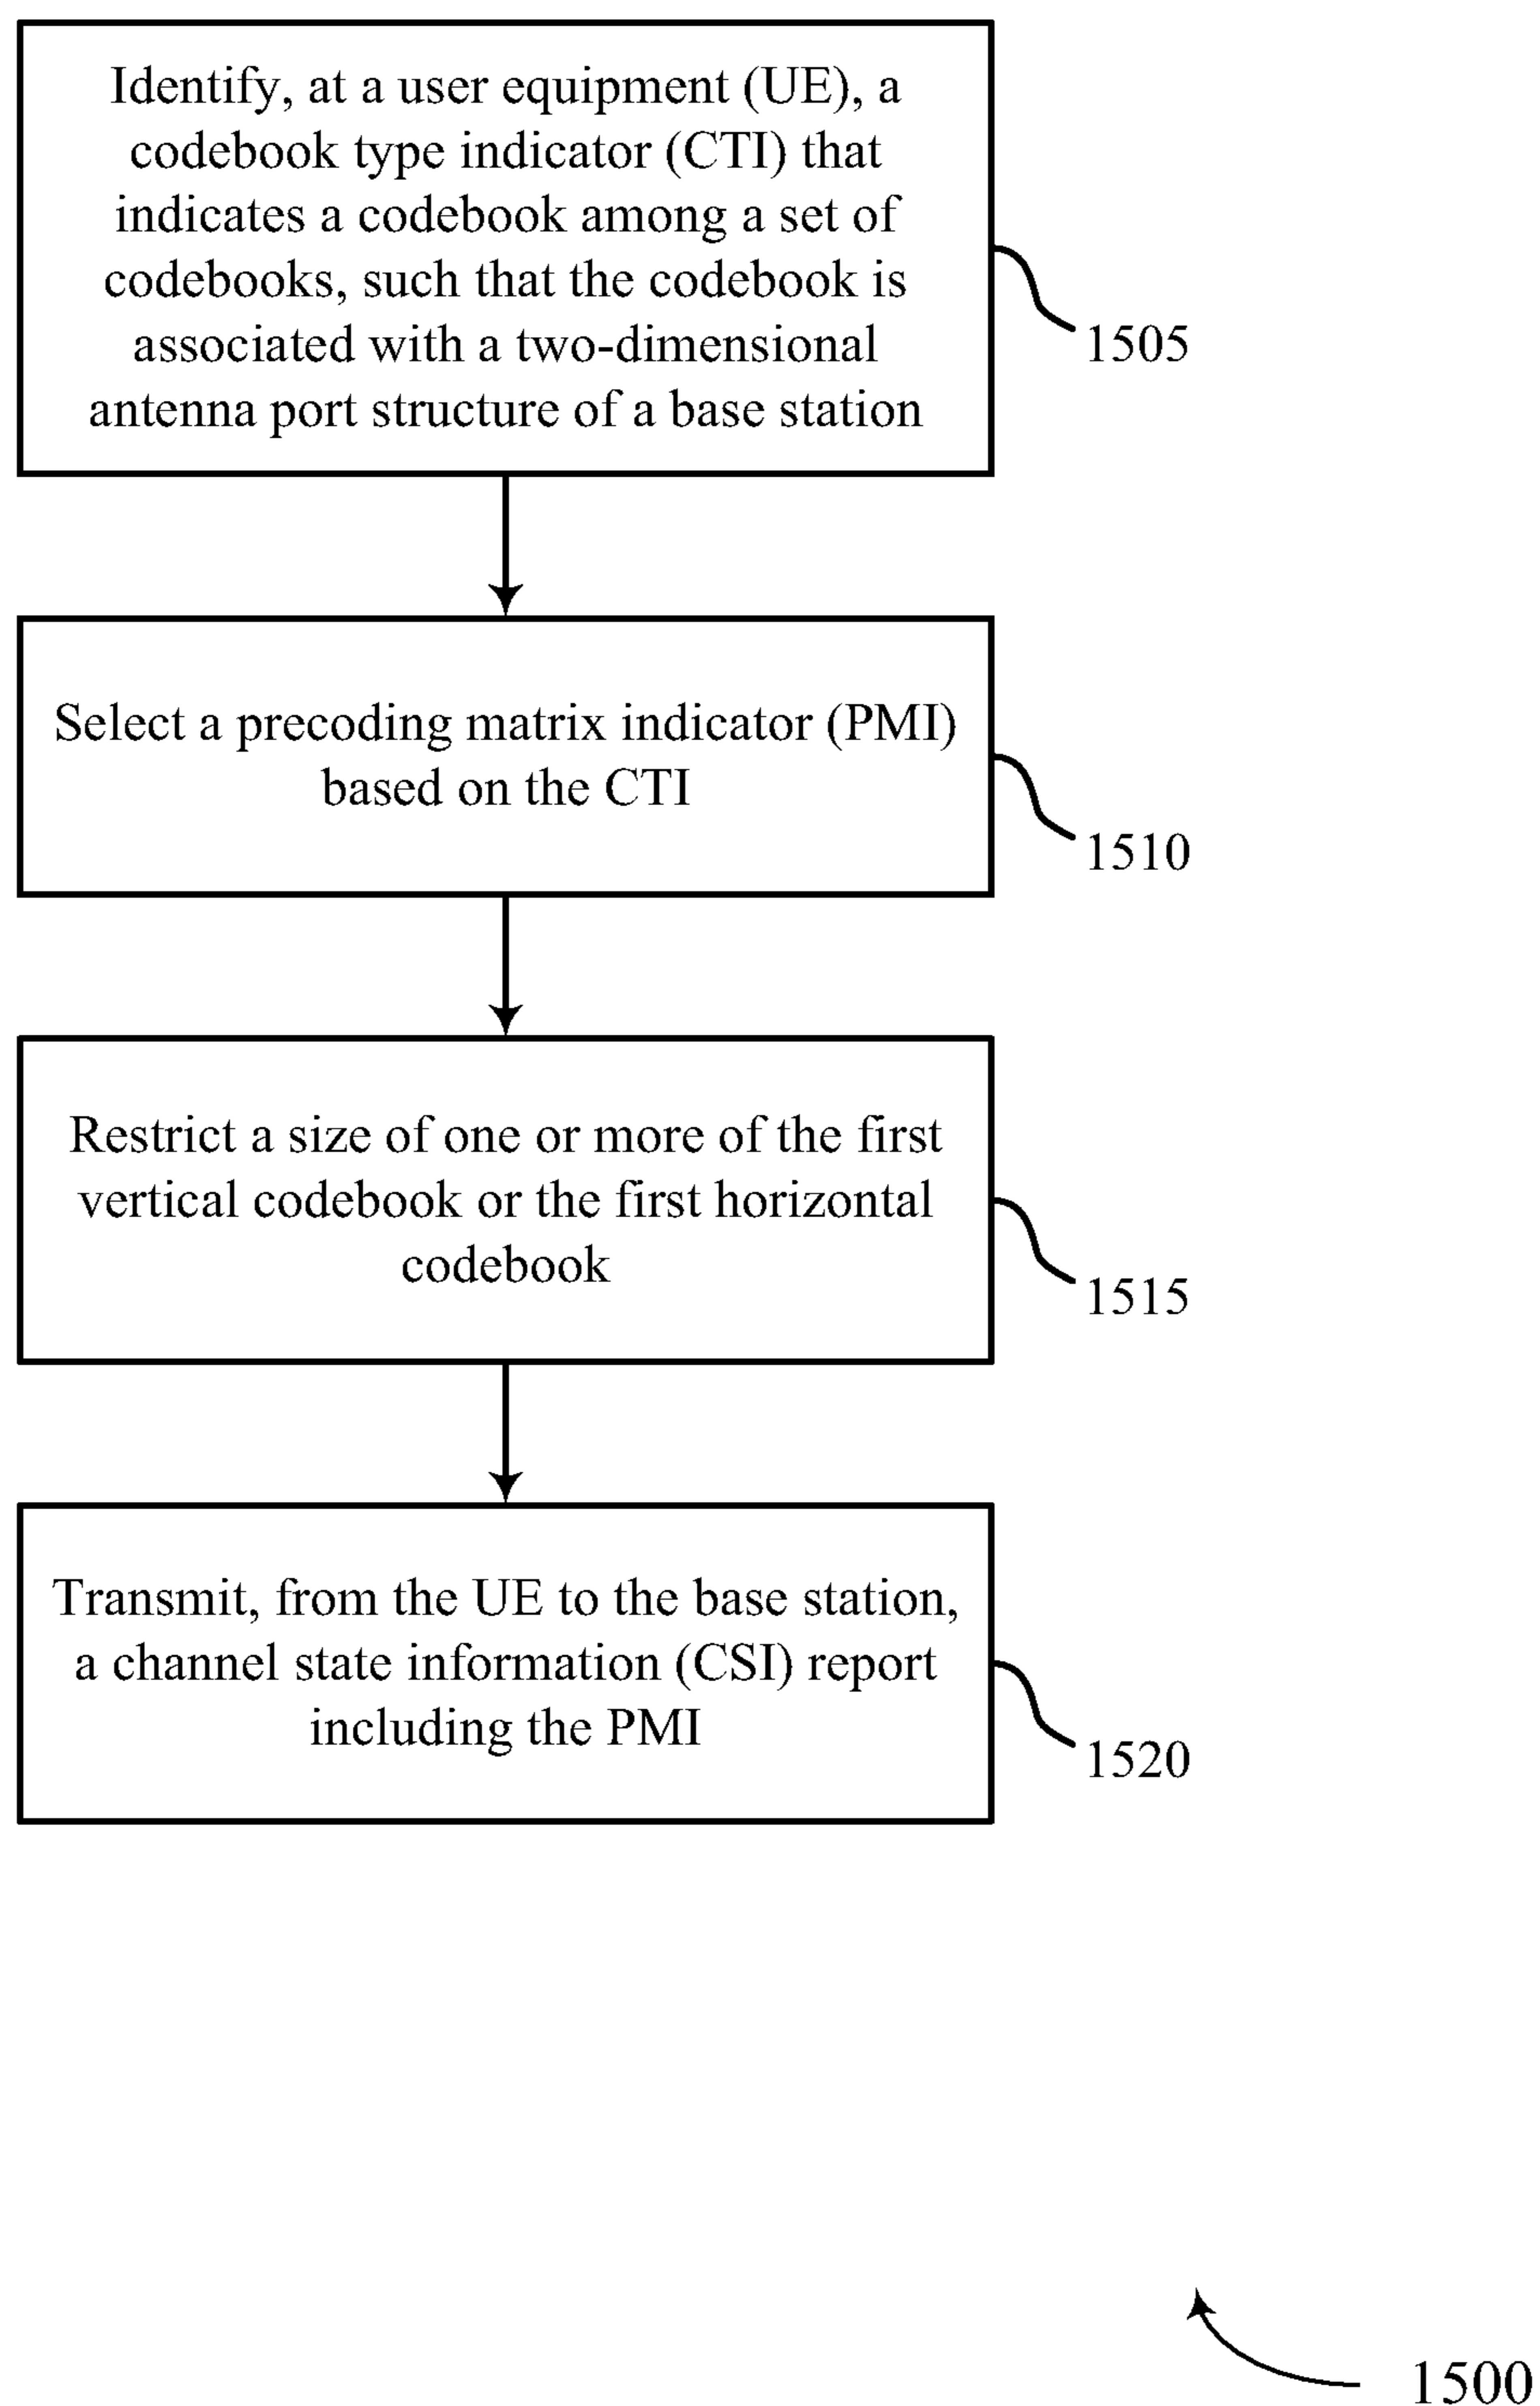 Identify, at a user equipment (UE), a
codebook type indicator (CTI) that
indicates a codebook among a set of
codebooks, such that the codebook is
associated with a two-dimensional
antenna port structure of a base station
1505
Select a precoding matrix indicator (PMI)
based on the CTI
1510
Restrict a size of one or more of the first
vertical codebook or the first horizontal
codebook
1515
Transmit, from the UE to the base station,
a channel state information (CSI) report
including the PMI
1520
1500